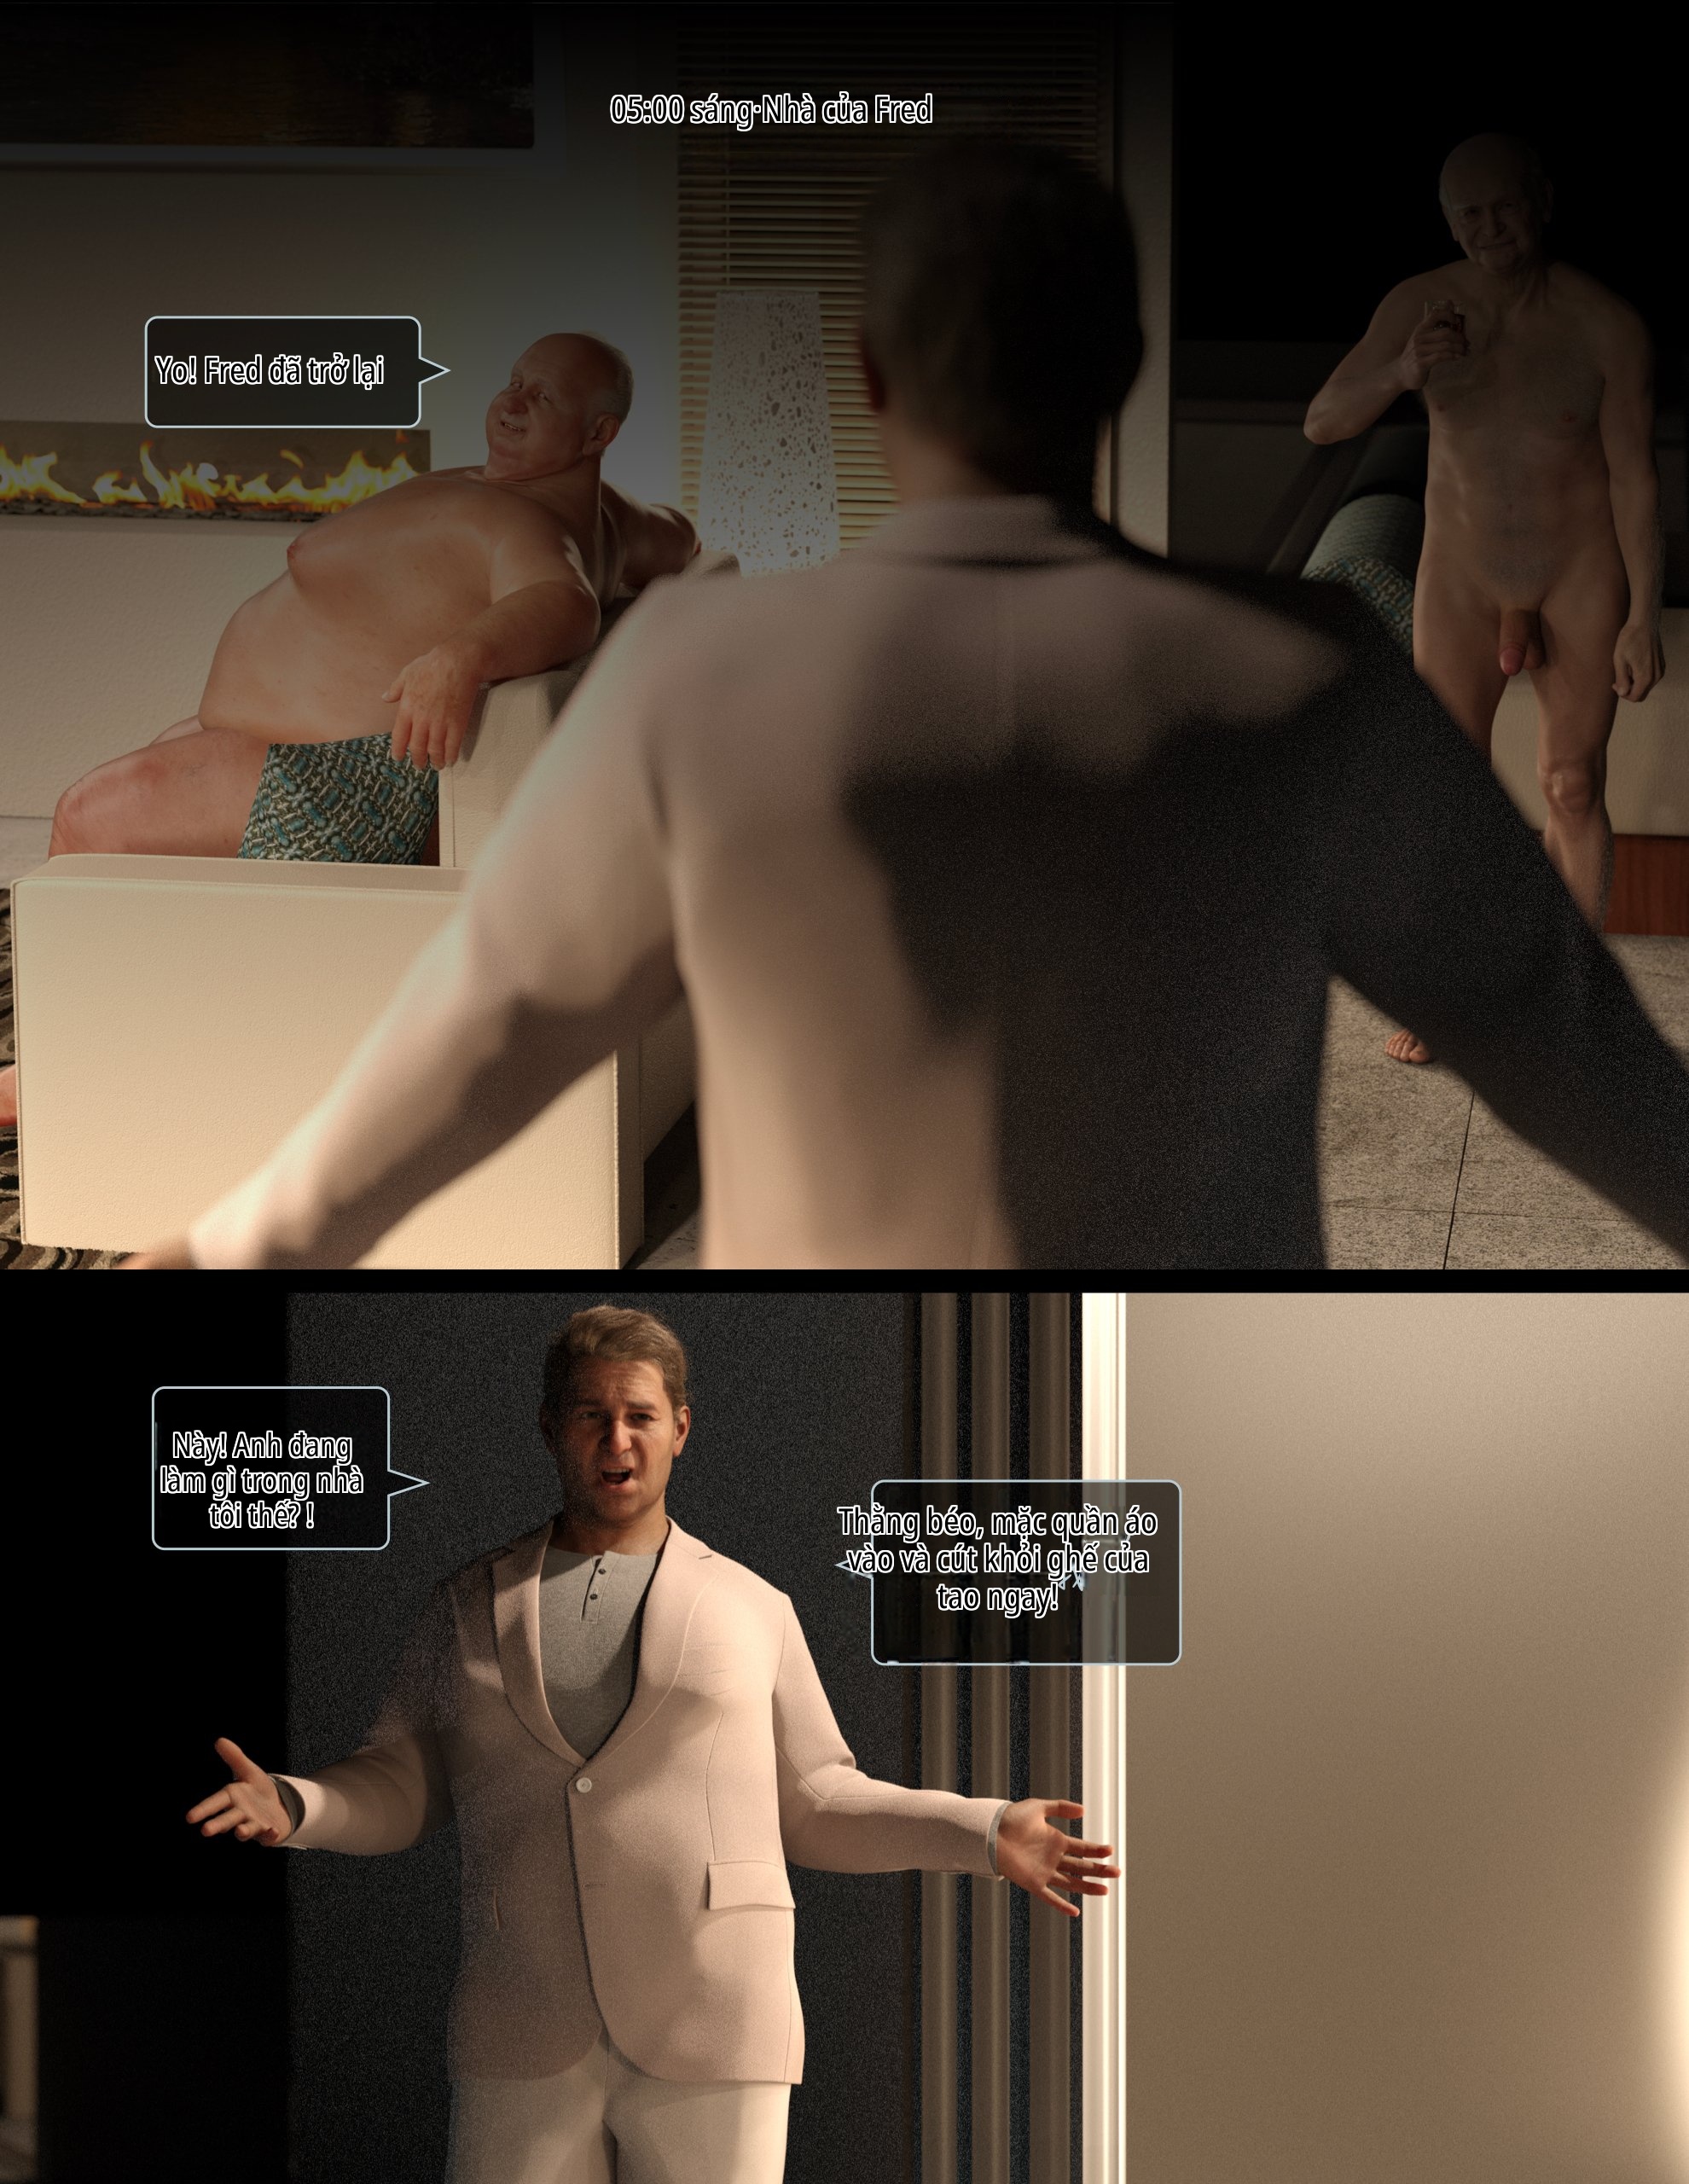 05:00 sáng·Nhà của Fred
Yo! Fred đã trở lại
Này! Anh đang
làm gì trong nhà
tôi thế? !
Thằng béo, mặc quần áo
vào và cút khỏi ghế của
tao ngay!